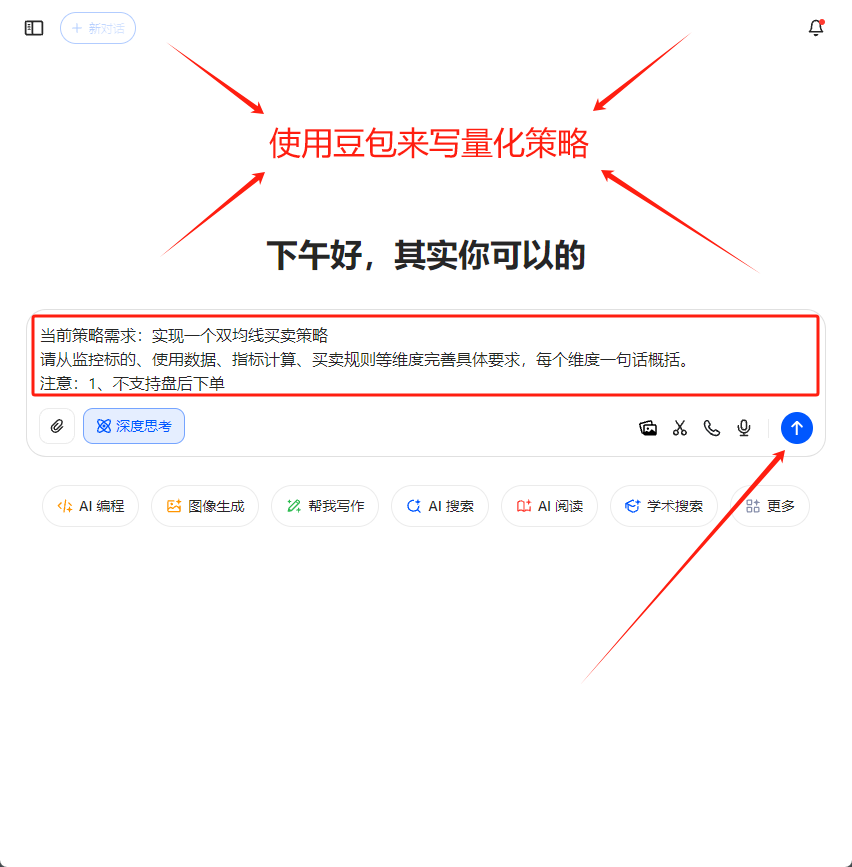 新对话
使用豆包来写量化策略
下午好，其实你可以的
当前策略需求：实现一个双均线买卖策略
请从监控标的、使用数据、指标计算、买卖规则等维度完善具体要求，每个维度一句话概括。
注意：1、不支持盘后下单
深度思考
AI 编程
图像生成
帮我写作
AI 搜索
AI 阅读
学术搜索
更多